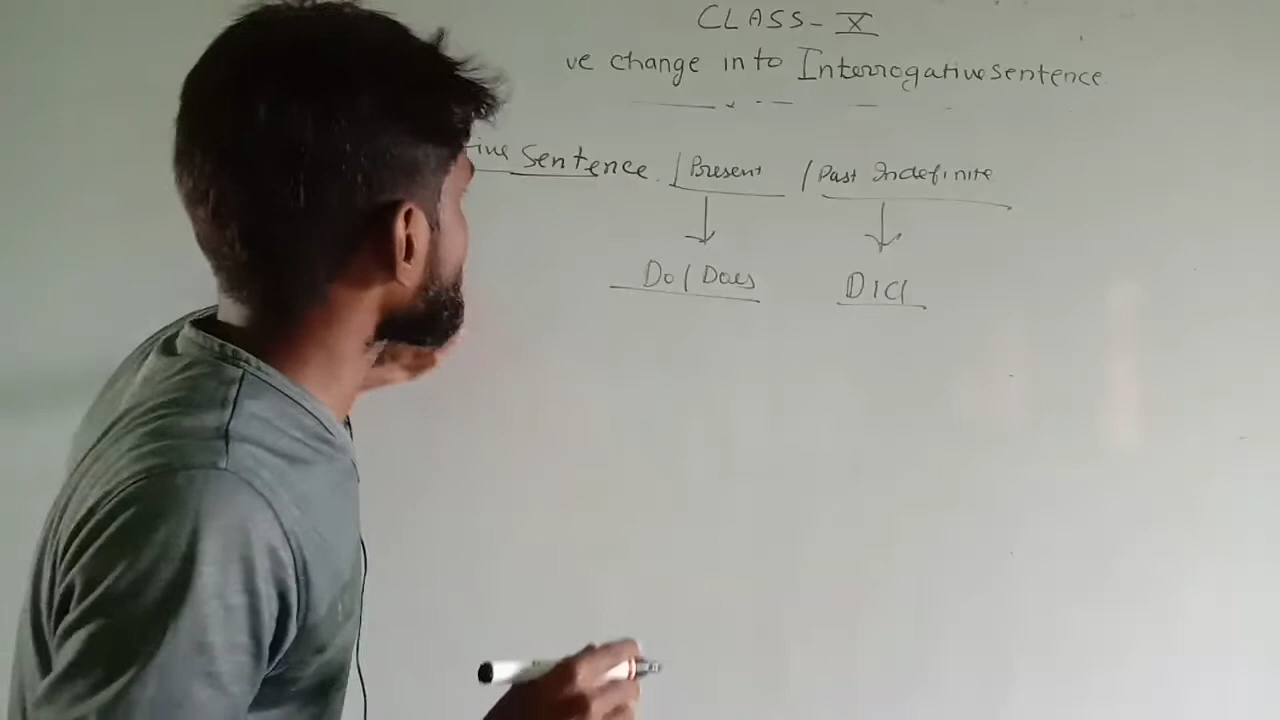 CLASS - X
ve change into Interrogative sentence
tive Sentence. / Present / Past Indefinite
Do / Does Did